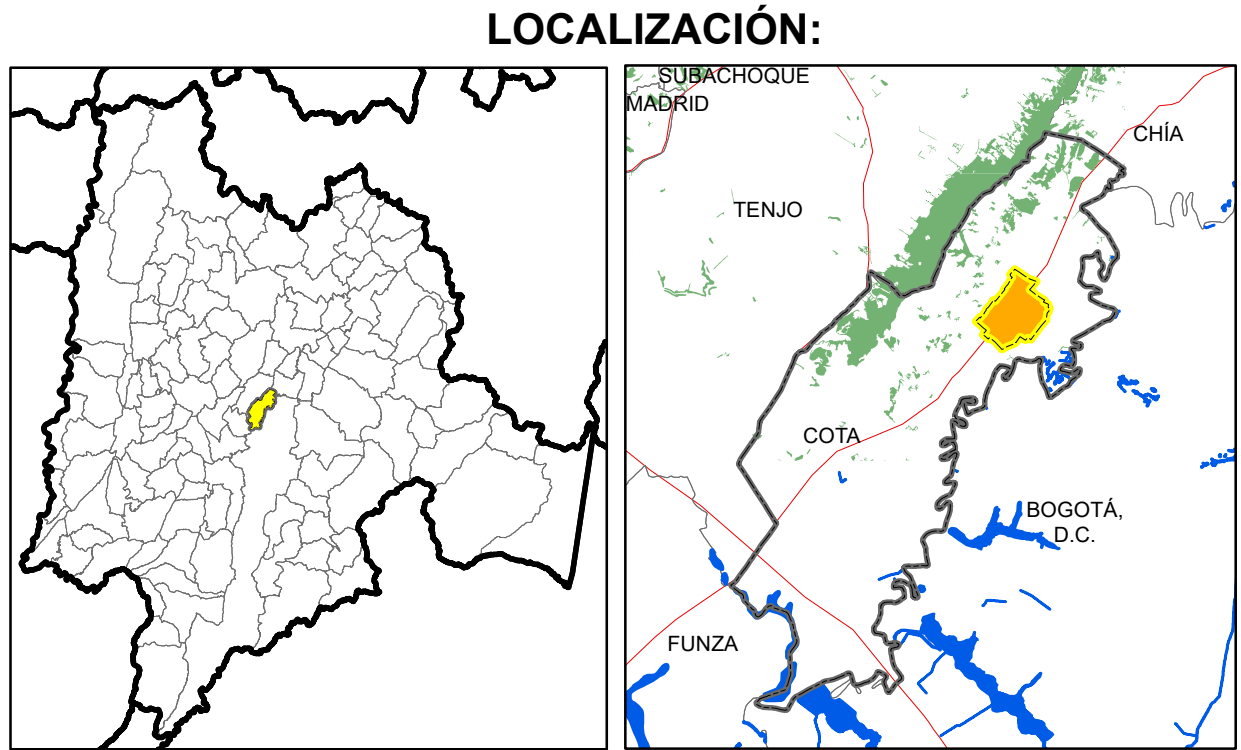 LOCALIZACIÓN:
SUBACHOQUE
MADRID
CHÍA
TENJO
COTA
BOGOTÁ,
D.C.
FUNZA